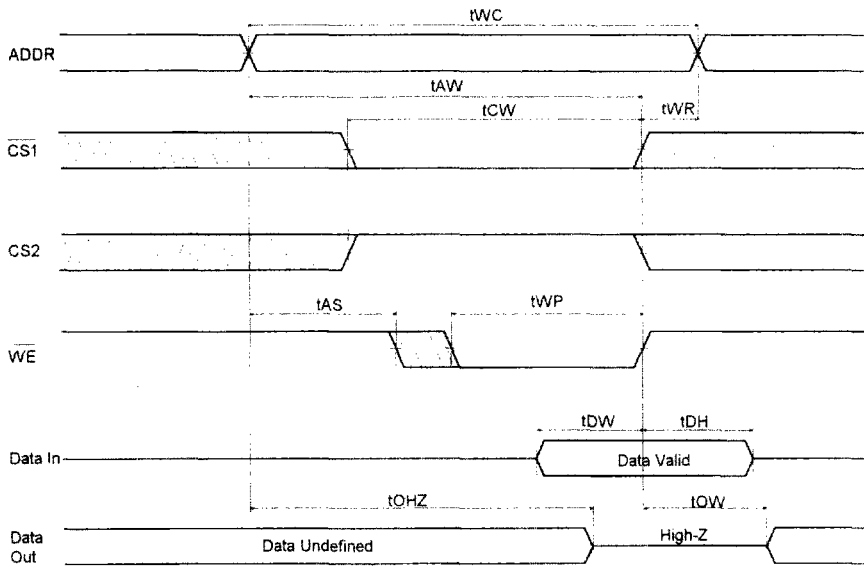 tWC
ADDR
tAW
tCW
tWR
CS1
CS2
tAS
tWP
WE
tDW
tDH
Data In
Data Valid
tOHZ
tOW
Data Out
Data Undefined
High-Z